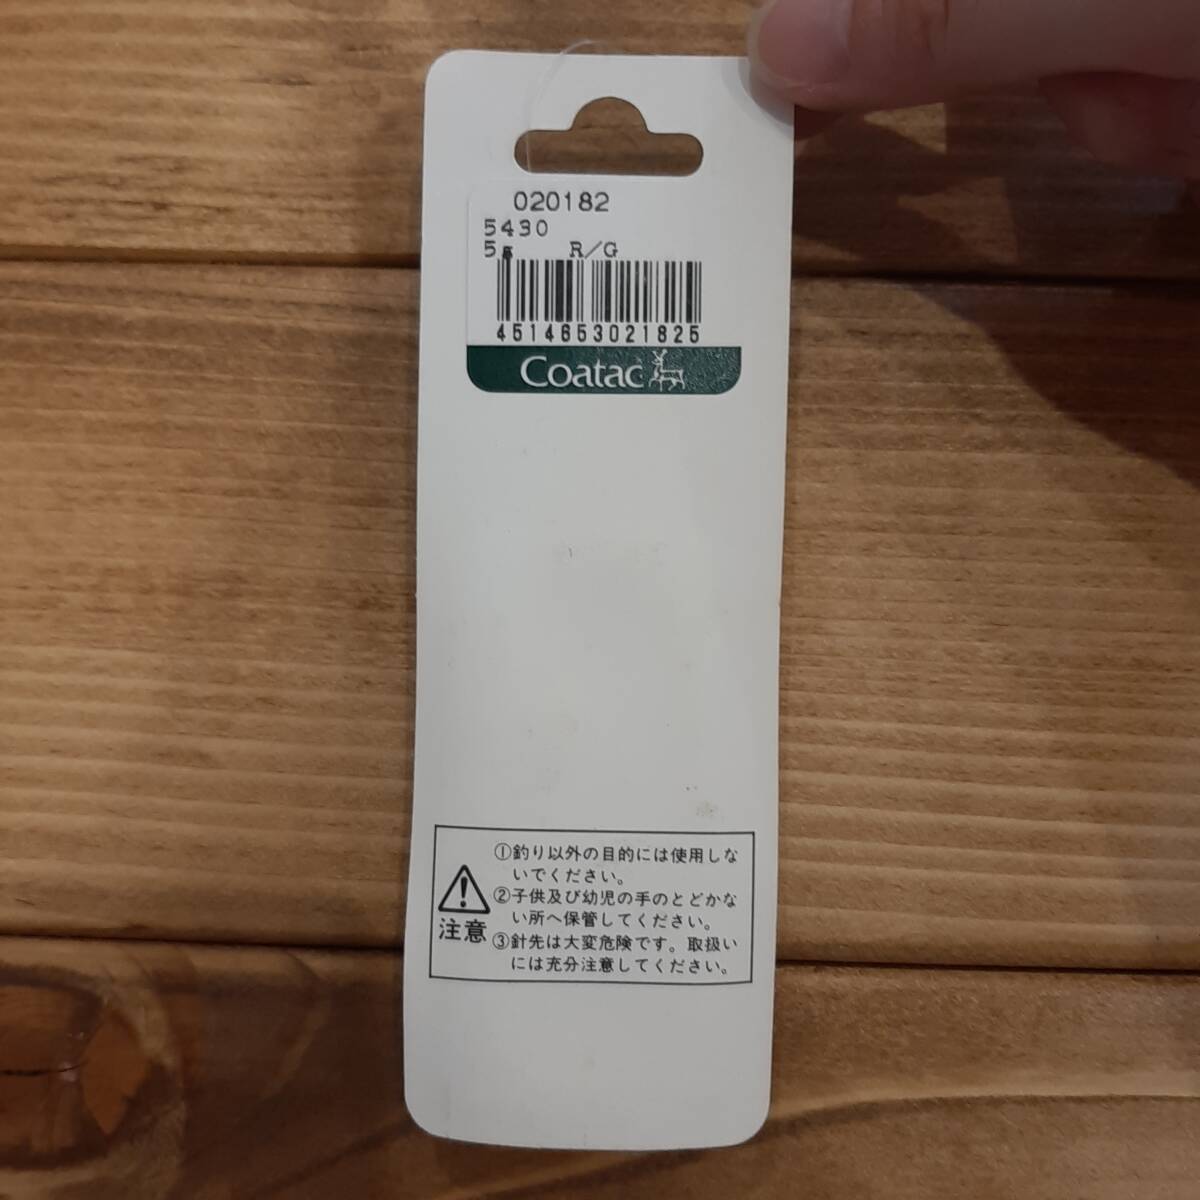 020182
5430
5g R/G
4514653021825
Coatac
①釣り以外の目的には使用しな
いでください。
②子供及び幼児の手のとどかな
い所へ保管してください。
③針先は大変危険です。取扱い
には充分注意してください。
注意